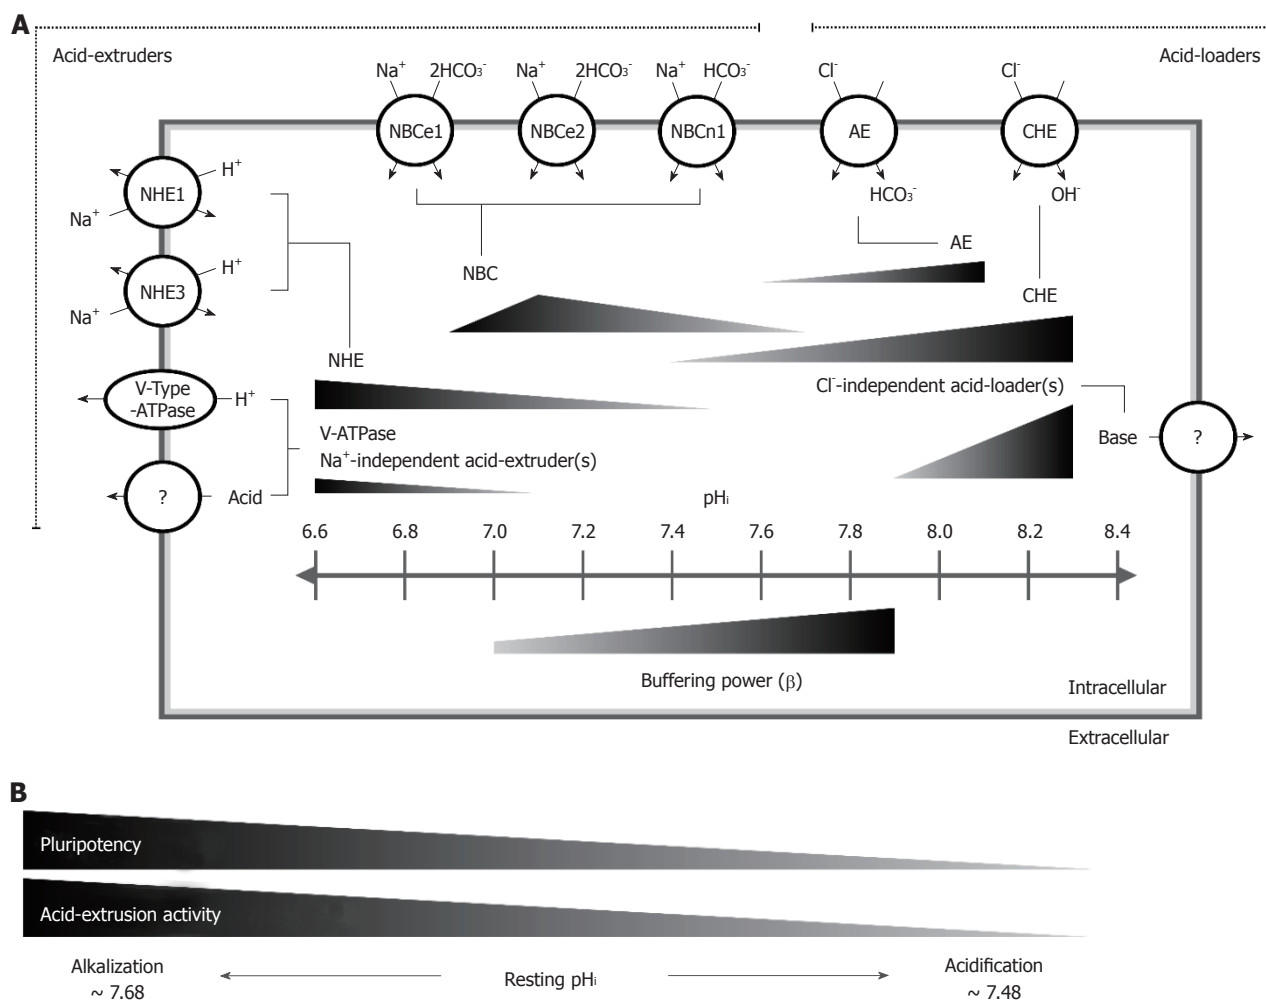 A
Acid-extruders
Acid-loaders
Na⁺ 2HCO₃⁻ Na⁺ 2HCO₃⁻ Na⁺ HCO₃⁻ Cl⁻ Cl⁻
NBCe1 NBCe2 NBCn1 AE CHE
H⁺
NHE1
Na⁺
HCO₃⁻ OH⁻
AE
H⁺
NHE3
Na⁺
NBC
CHE
NHE
V-Type
-ATPase
H⁺
Cl⁻-independent acid-loader(s)
V-ATPase
Na⁺-independent acid-extruder(s)
Base ?
? Acid
pHᵢ
6.6 6.8 7.0 7.2 7.4 7.6 7.8 8.0 8.2 8.4
Buffering power (β)
Intracellular
Extracellular
B
Pluripotency
Acid-extrusion activity
Alkalization
~ 7.68
Resting pHᵢ
Acidification
~ 7.48